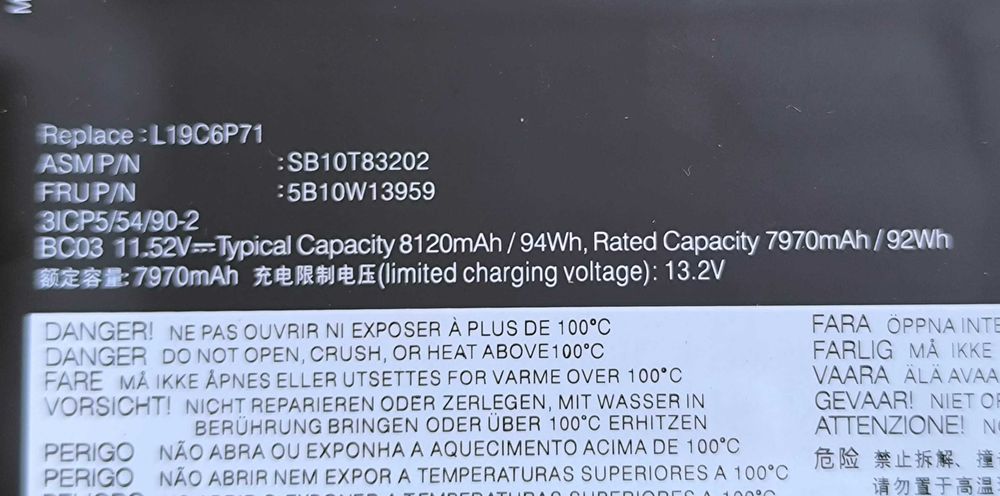 Replace : L19C6P71
ASM P/N :SB10T83202
FRU P/N :5B10W13959
3ICP5/54/90-2
BC03 11.52V⎓Typical Capacity 8120mAh / 94Wh, Rated Capacity 7970mAh / 92Wh
额定容量: 7970mAh 充电限制电压(limited charging voltage): 13.2V
DANGER! NE PAS OUVRIR NI EXPOSER À PLUS DE 100°C
DANGER DO NOT OPEN, CRUSH, OR HEAT ABOVE100°C
FARE MÅ IKKE ÅPNES ELLER UTSETTES FOR VARME OVER 100°C
VORSICHT! NICHT REPARIEREN ODER ZERLEGEN, MIT WASSER IN
BERÜHRUNG BRINGEN ODER ÜBER 100°C ERHITZEN
PERIGO NÃO ABRA OU EXPONHA A AQUECIMENTO ACIMA DE 100°C
PERIGO NÃO ABRIR NEM EXPOR A TEMPERATURAS SUPERIORES A 100°C
FARA ÖPPNA INTE
FARLIG MÅ IKKE
VAARA ÄLÄ AVAA
GEVAAR! NIET
ATTENZIONE!
危险 禁止拆解、撞
请勿置于高温